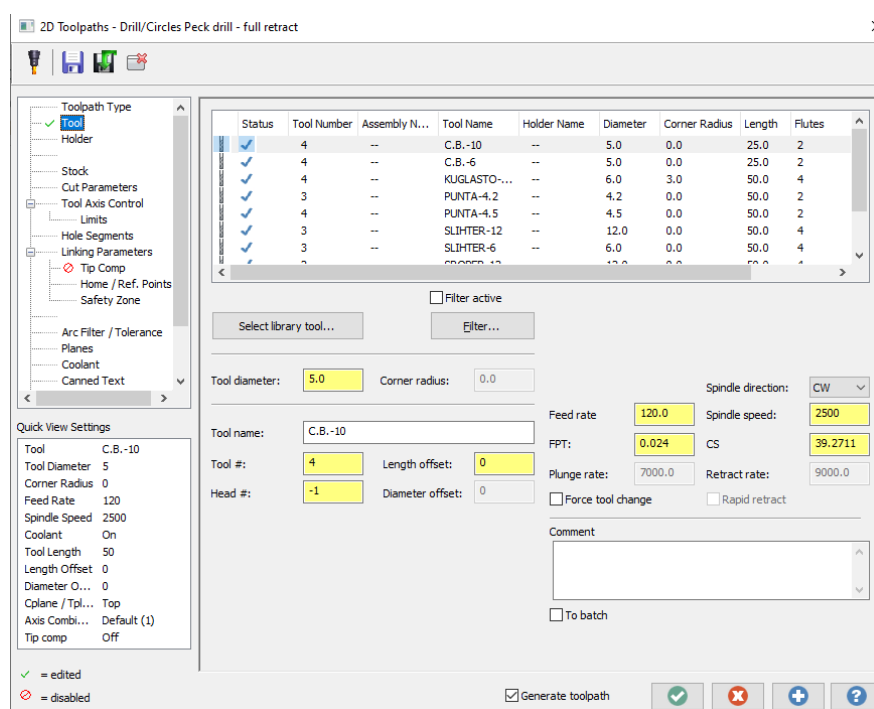 2D Toolpaths - Drill/Circles Peck drill - full retract
Toolpath Type
Tool
Holder
Stock
Cut Parameters
Tool Axis Control
Limits
Hole Segments
Linking Parameters
Tip Comp
Home / Ref. Points
Safety Zone
Arc Filter / Tolerance
Planes
Coolant
Canned Text
Quick View Settings
Tool C.B.-10
Tool Diameter 5
Corner Radius 0
Feed Rate 120
Spindle Speed 2500
Coolant On
Tool Length 50
Length Offset 0
Diameter O... 0
Cplane / Tpl... Top
Axis Combi... Default (1)
Tip comp Off
= edited
= disabled
Status Tool Number Assembly N... Tool Name Holder Name Diameter Corner Radius Length Flutes
4 -- C.B.-10 -- 5.0 0.0 25.0 2
4 -- C.B.-6 -- 5.0 0.0 25.0 2
4 -- KUGLASTO-... -- 6.0 3.0 50.0 4
3 -- PUNTA-4.2 -- 4.2 0.0 50.0 2
4 -- PUNTA-4.5 -- 4.5 0.0 50.0 2
3 -- SLIHTER-12 -- 12.0 0.0 50.0 4
3 -- SLIHTER-6 -- 6.0 0.0 50.0 4
Filter active
Select library tool... Filter...
Tool diameter: 5.0 Corner radius: 0.0
Tool name: C.B.-10
Tool #: 4 Length offset: 0
Head #: -1 Diameter offset: 0
Spindle direction: CW
Feed rate 120.0 Spindle speed: 2500
FPT: 0.024 CS 39.2711
Plunge rate: 7000.0 Retract rate: 9000.0
Force tool change Rapid retract
Comment
To batch
Generate toolpath